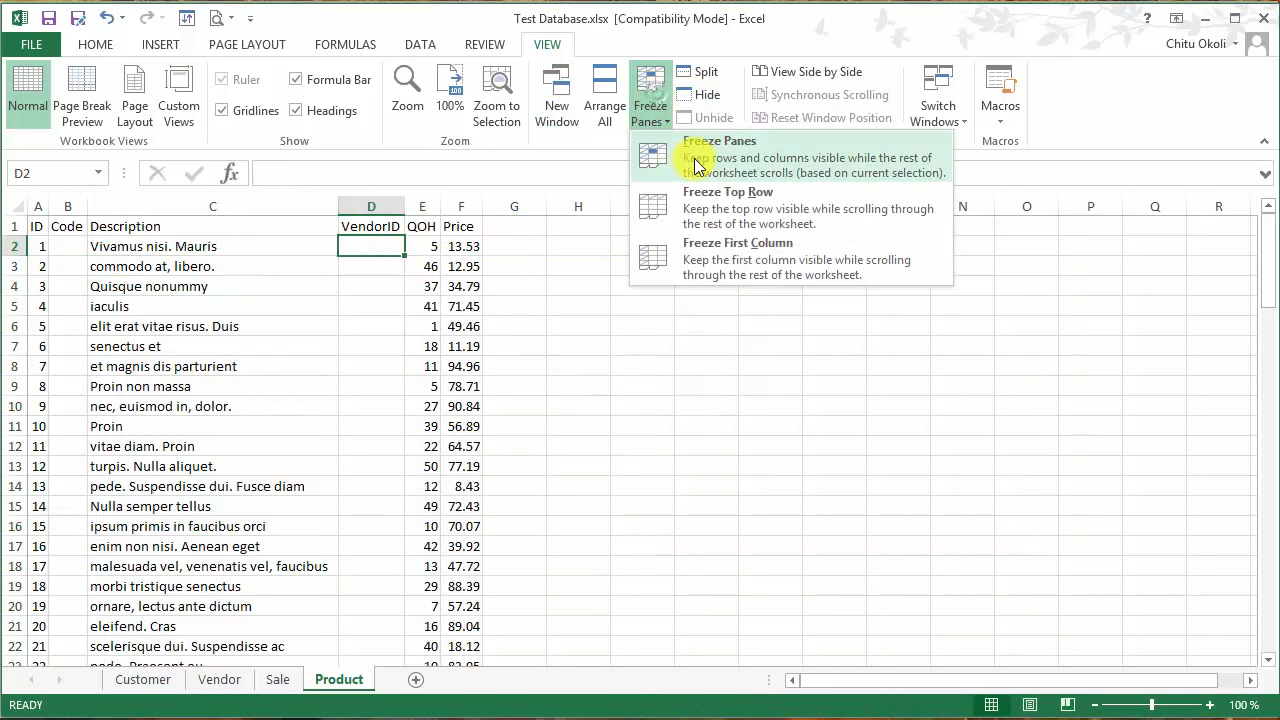 Test Database.xlsx [Compatibility Mode] - Excel
?
FILE HOME INSERT PAGE LAYOUT FORMULAS DATA REVIEW VIEW Chitu Okoli
Normal
Page Break Preview
Page Layout
Custom Views
Workbook Views
Ruler
Formula Bar
Gridlines
Headings
Show
Zoom
100%
Zoom to Selection
Zoom
New Window
Arrange All
Freeze Panes
Split
Hide
Unhide
View Side by Side
Synchronous Scrolling
Reset Window Position
Switch Windows
Macros
Macros
Freeze Panes
Keep rows and columns visible while the rest of
the worksheet scrolls (based on current selection).
Freeze Top Row
Keep the top row visible while scrolling through
the rest of the worksheet.
Freeze First Column
Keep the first column visible while scrolling
through the rest of the worksheet.
D2 fx
A B C D E F G H N O P Q R
1 ID Code Description VendorID QOH Price
2 1 Vivamus nisi. Mauris 5 13.53
3 2 commodo at, libero. 46 12.95
4 3 Quisque nonummy 37 34.79
5 4 iaculis 41 71.45
6 5 elit erat vitae risus. Duis 1 49.46
7 6 senectus et 18 11.19
8 7 et magnis dis parturient 11 94.96
9 8 Proin non massa 5 78.71
10 9 nec, euismod in, dolor. 27 90.84
11 10 Proin 39 56.89
12 11 vitae diam. Proin 22 64.57
13 12 turpis. Nulla aliquet. 50 77.19
14 13 pede. Suspendisse dui. Fusce diam 12 8.43
15 14 Nulla semper tellus 49 72.43
16 15 ipsum primis in faucibus orci 10 70.07
17 16 enim non nisi. Aenean eget 42 39.92
18 17 malesuada vel, venenatis vel, faucibus 13 47.72
19 18 morbi tristique senectus 29 88.39
20 19 ornare, lectus ante dictum 7 57.24
21 20 eleifend. Cras 16 89.04
22 21 scelerisque dui. Suspendisse ac 40 18.12
Customer Vendor Sale Product
READY 100 %